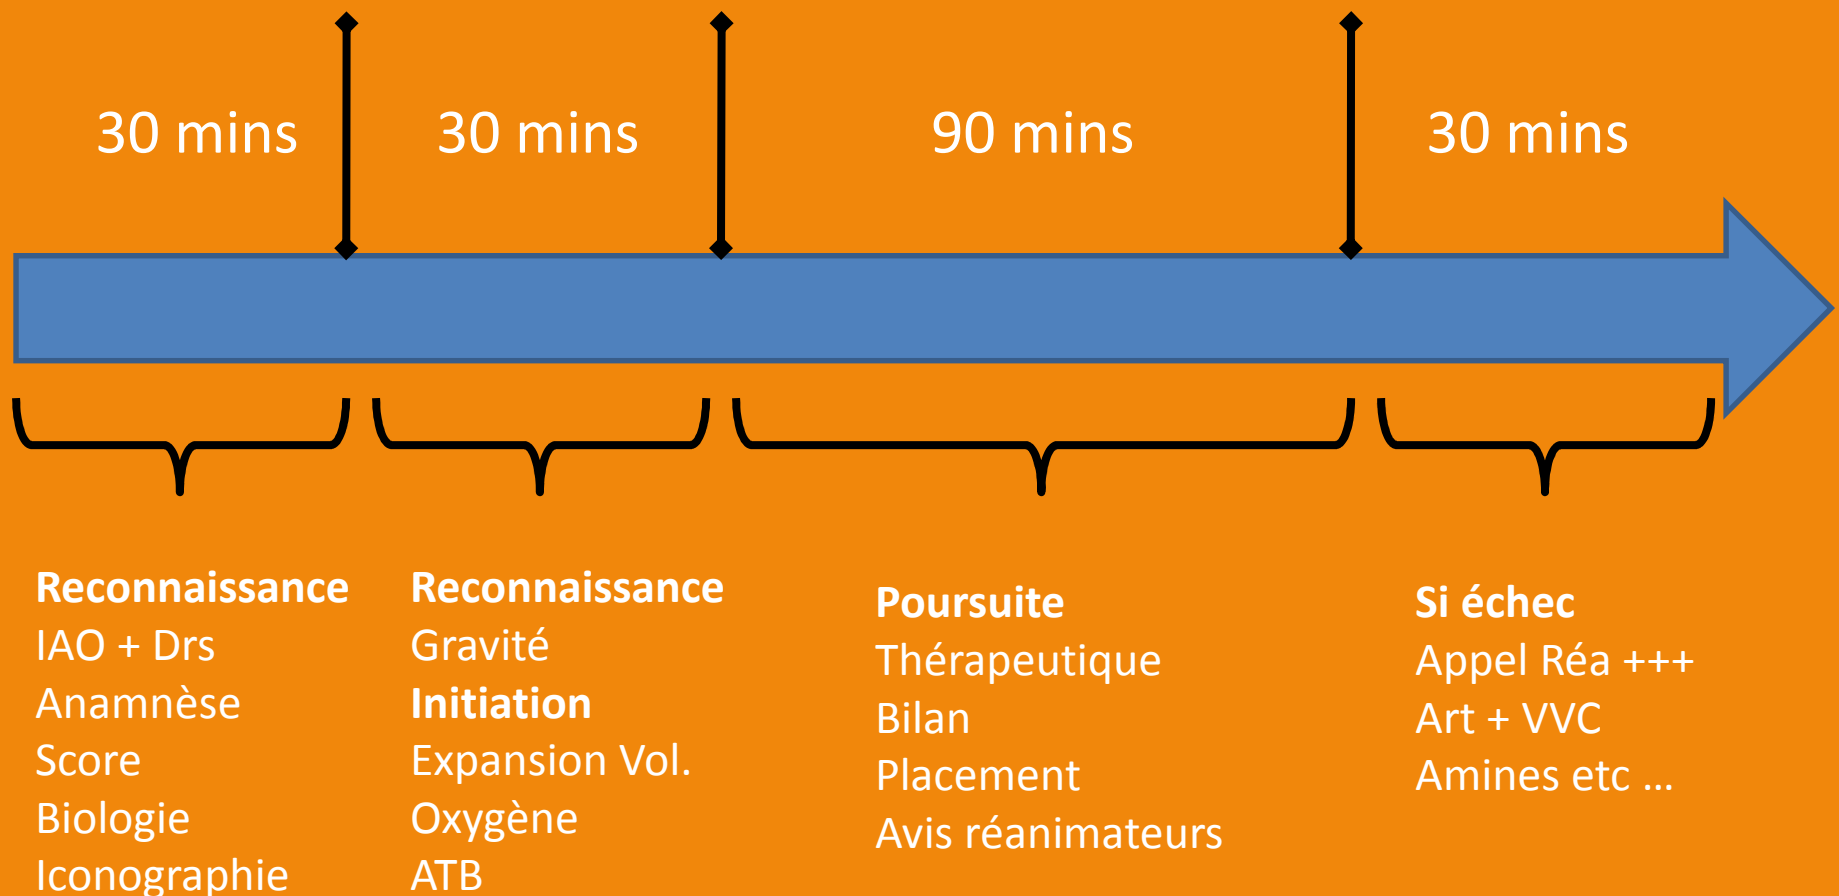 30 mins
30 mins
90 mins
30 mins
Reconnaissance
IAO + Drs
Anamnèse
Score
Biologie
Iconographie
Reconnaissance
Gravité
Initiation
Expansion Vol.
Oxygène
ATB
Poursuite
Thérapeutique
Bilan
Placement
Avis réanimateurs
Si échec
Appel Réa +++
Art + VVC
Amines etc ...